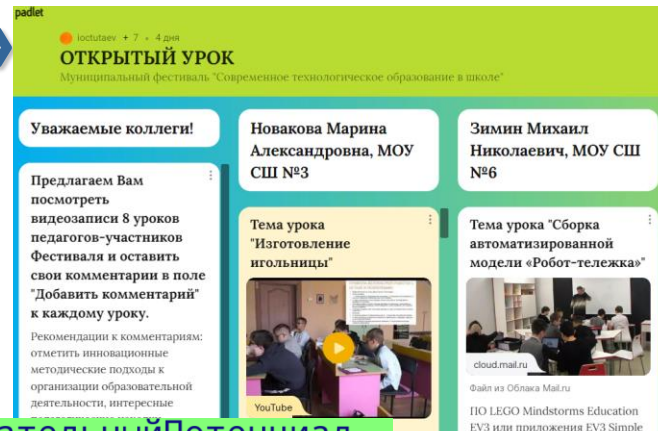 padlet
ioctutaev + 7 • 4 дня
ОТКРЫТЫЙ УРОК
Муниципальный фестиваль "Современное технологическое образование в школе"
Уважаемые коллеги!
Предлагаем Вам
посмотреть
видеозаписи 8 уроков
педагогов-участников
Фестиваля и оставить
свои комментарии в поле
"Добавить комментарий"
к каждому уроку.
Рекомендации к комментариям:
отметить инновационные
методические подходы к
организации образовательной
деятельности, интересные
Новакова Марина
Александровна, МОУ
СШ №3
Тема урока
"Изготовление
игольницы"
YouTube
Зимин Михаил
Николаевич, МОУ СШ
№6
Тема урока "Сборка
автоматизированной
модели «Робот-тележка»"
cloud.mail.ru
Файл из Облака Mail.ru
ПО LEGO Mindstorms Education
EV3 или приложения EV3 Simple
ательныйПотенциал